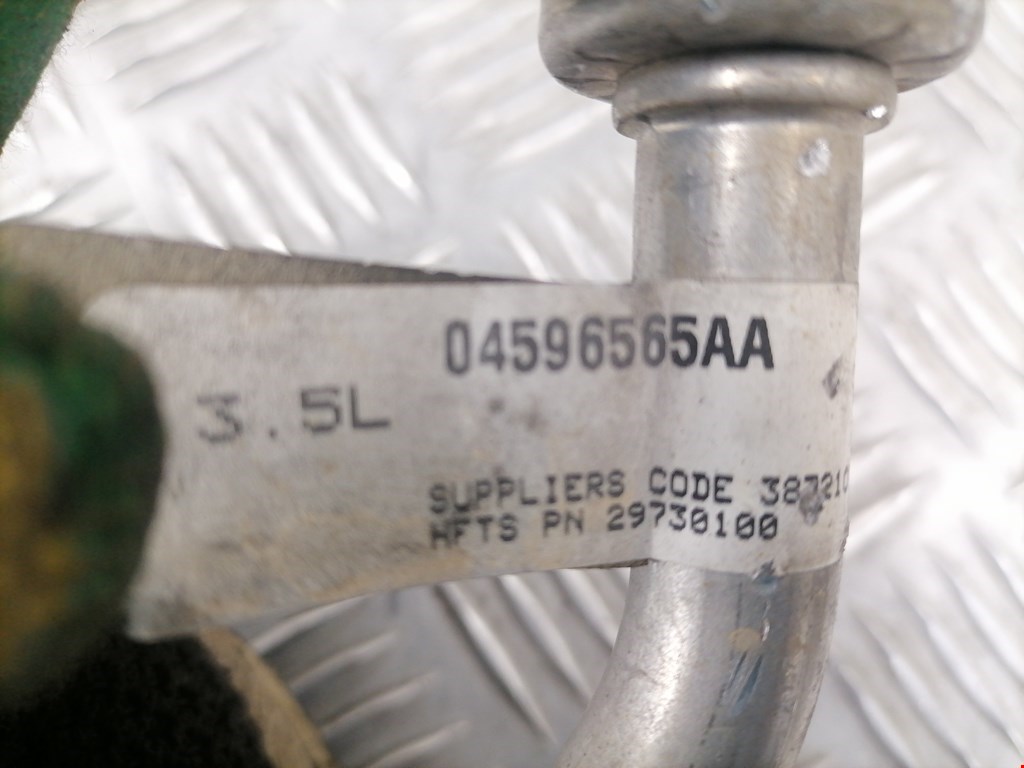 04596565AA
3.5L
SUPPLIERS CODE
HFTS PN 29730100